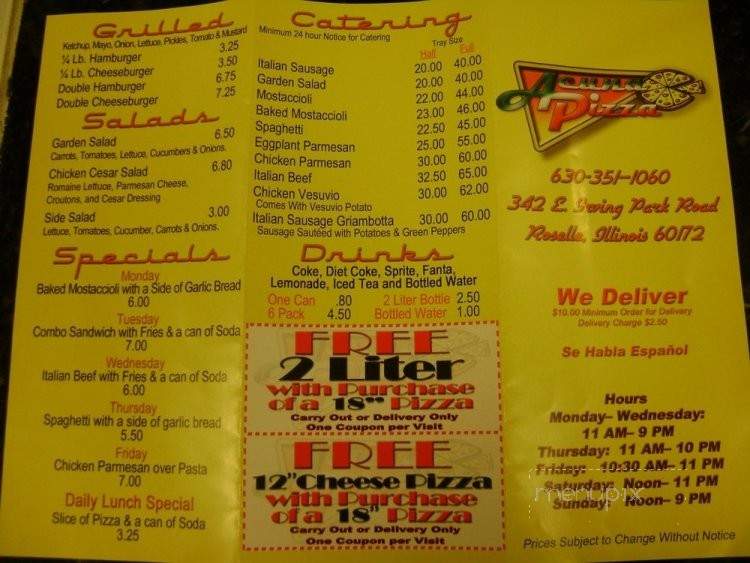 Grilled
Ketchup, Mayo, Onion, Lettuce, Pickles, Tomato & Mustard
¼ Lb. Hamburger 3.25
¼ Lb. Cheeseburger 3.50
Double Hamburger 6.75
Double Cheeseburger 7.25
Salads
Garden Salad 6.50
Carrots, Tomatoes, Lettuce, Cucumbers & Onions.
Chicken Cesar Salad 6.80
Romaine Lettuce, Parmesan Cheese,
Croutons, and Cesar Dressing
Side Salad 3.00
Lettuce, Tomatoes, Cucumber, Carrots & Onions.
Specials
Monday
Baked Mostaccioli with a Side of Garlic Bread
6.00
Tuesday
Combo Sandwich with Fries & a can of Soda
7.00
Wednesday
Italian Beef with Fries & a can of Soda
6.00
Thursday
Spaghetti with a side of garlic bread
5.50
Friday
Chicken Parmesan over Pasta
7.00
Daily Lunch Special
Slice of Pizza & a can of Soda
3.25
Catering
Minimum 24 hour Notice for Catering
Tray Size
Half Full
Italian Sausage 20.00 40.00
Garden Salad 20.00 40.00
Mostaccioli 22.00 44.00
Baked Mostaccioli 23.00 46.00
Spaghetti 22.50 45.00
Eggplant Parmesan 25.00 55.00
Chicken Parmesan 30.00 60.00
Italian Beef 32.50 65.00
Chicken Vesuvio 30.00 62.00
Comes With Vesuvio Potato
Italian Sausage Griambotta 30.00 60.00
Sausage Sautéed with Potatoes & Green Peppers
Drinks
Coke, Diet Coke, Sprite, Fanta,
Lemonade, Iced Tea and Bottled Water
One Can .80 2 Liter Bottle 2.50
6 Pack 4.50 Bottled Water 1.00
FREE
2 Liter
with Purchase
of a 18" Pizza
Carry Out or Delivery Only
One Coupon per Visit
FREE
12" Cheese Pizza
with Purchase
of a 18" Pizza
Carry Out or Delivery Only
One Coupon per Visit
Pizza
630-351-1060
342 E. Irving Park Road
Roselle, Illinois 60172
We Deliver
$10.00 Minimum Order for Delivery
Delivery Charge $2.50
Se Habla Español
Hours
Monday– Wednesday:
11 AM– 9 PM
Thursday: 11 AM– 10 PM
Friday: 10:30 AM– 11 PM
Saturday: Noon– 11 PM
Sunday: Noon– 9 PM
menupix
Prices Subject to Change Without Notice